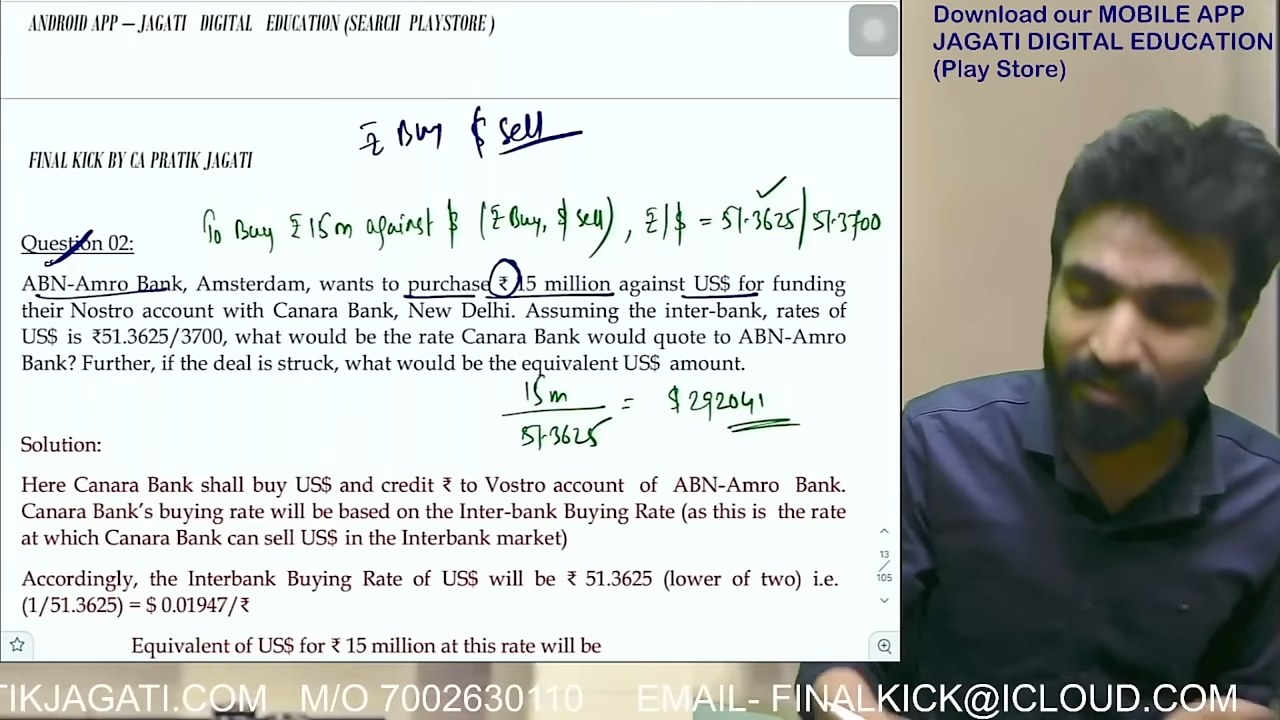 ANDROID APP – JAGATI DIGITAL EDUCATION (SEARCH PLAYSTORE )
Download our MOBILE APP
JAGATI DIGITAL EDUCATION
(Play Store)
₹ Buy $ sell
FINAL KICK BY CA PRATIK JAGATI
To Buy ₹ 15m against $ (₹ Buy, $ sell), ₹/$ = 51.3625/51.3700
Question 02:
ABN-Amro Bank, Amsterdam, wants to purchase ₹ 15 million against US$ for funding
their Nostro account with Canara Bank, New Delhi. Assuming the inter-bank, rates of
US$ is ₹51.3625/3700, what would be the rate Canara Bank would quote to ABN-Amro
Bank? Further, if the deal is struck, what would be the equivalent US$ amount.
15m
51.3625 = $ 292041
Solution:
Here Canara Bank shall buy US$ and credit ₹ to Vostro account of ABN-Amro Bank.
Canara Bank's buying rate will be based on the Inter-bank Buying Rate (as this is the rate
at which Canara Bank can sell US$ in the Interbank market)
13
/
105
Accordingly, the Interbank Buying Rate of US$ will be ₹ 51.3625 (lower of two) i.e.
(1/51.3625) = $ 0.01947/₹
Equivalent of US$ for ₹ 15 million at this rate will be
TIKJAGATI.COM M/O 7002630110 EMAIL- FINALKICK@ICLOUD.COM